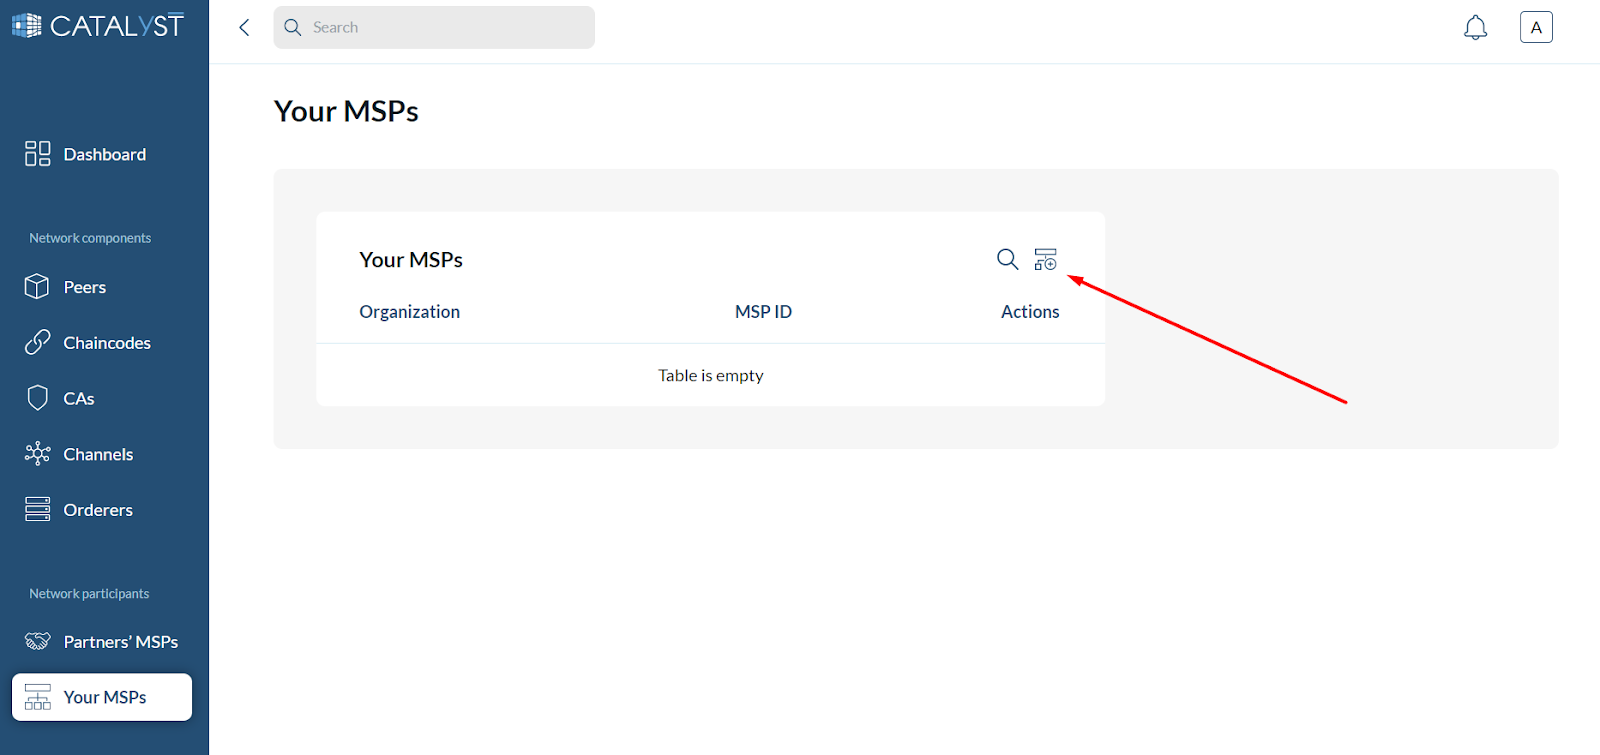 CATALYST
Search
A
Dashboard
Network components
Peers
Chaincodes
CAs
Channels
Orderers
Network participants
Partners’ MSPs
Your MSPs
Your MSPs
Your MSPs
Organization MSP ID Actions
Table is empty